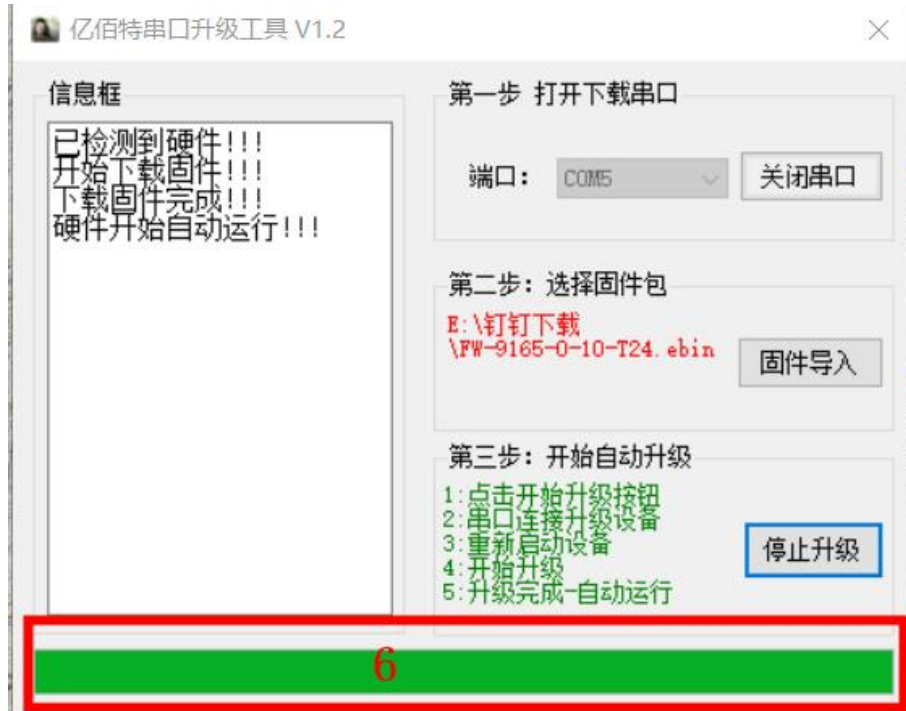 亿佰特串口升级工具 V1.2
信息框
已检测到硬件!!!
开始下载固件!!!
下载固件完成!!!
硬件开始自动运行!!!
第一步 打开下载串口
端口: COM5 关闭串口
第二步: 选择固件包
E:\钉钉下载
\FW-9165-0-10-T24.ebin
固件导入
第三步: 开始自动升级
1:点击开始升级按钮
2:串口连接升级设备
3:重新启动设备
4:开始升级
5:升级完成-自动运行
停止升级
6